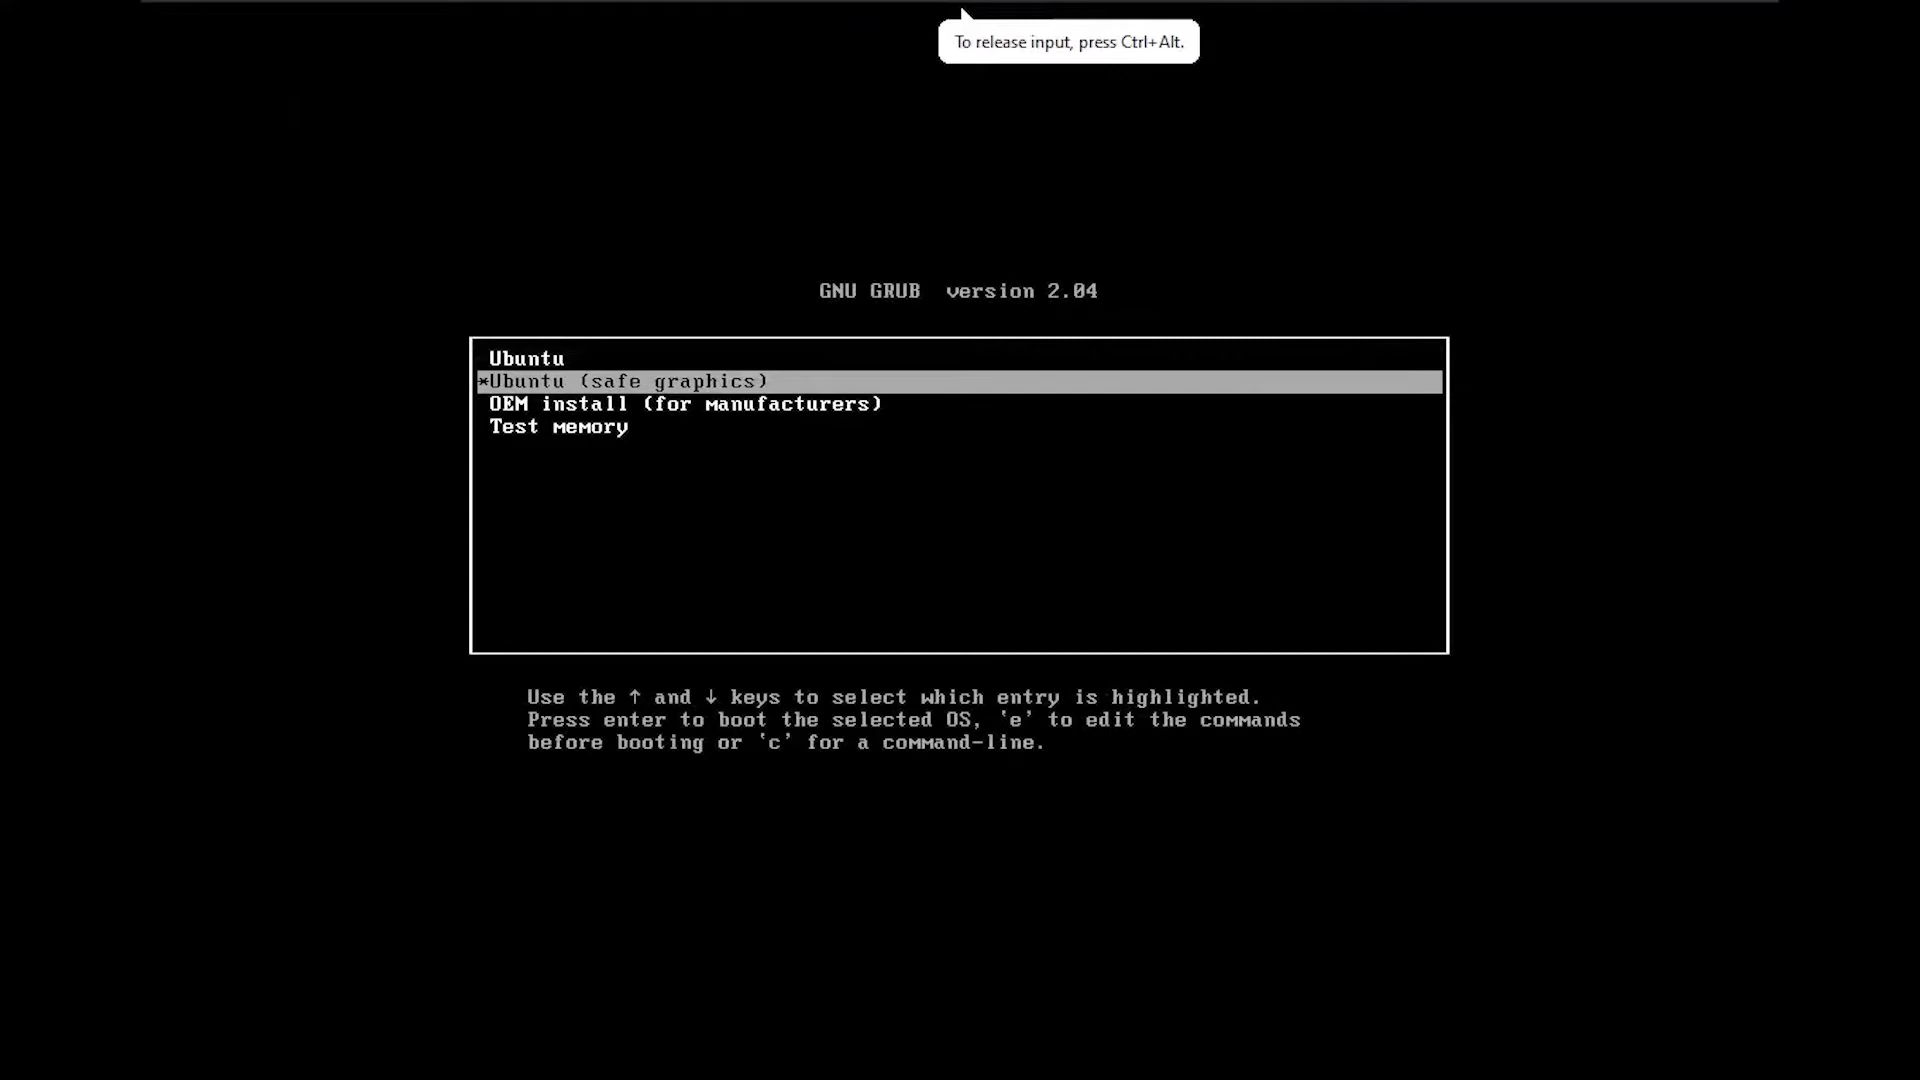 To release input, press Ctrl+Alt.
GNU GRUB  version 2.04
Ubuntu
*Ubuntu (safe graphics)
OEM install (for manufacturers)
Test memory
Use the ↑ and ↓ keys to select which entry is highlighted.
Press enter to boot the selected OS, `e' to edit the commands
before booting or `c' for a command-line.